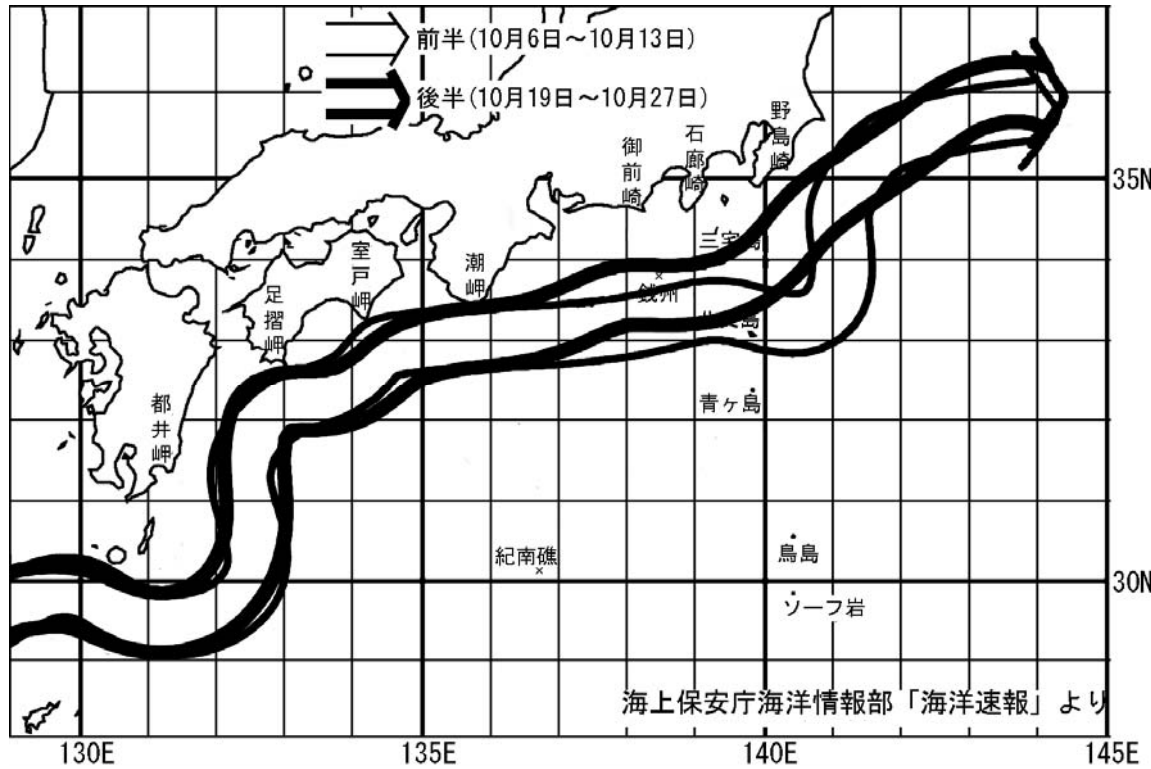 前半(10月6日～10月13日)
後半(10月19日～10月27日)
野島崎
石廊崎
御前崎
35N
三宅島
室戸岬
潮岬
銭州
足摺岬
青ヶ島
都井岬
紀南礁
鳥島
30N
ソーフ岩
海上保安庁海洋情報部「海洋速報」より
130E
135E
140E
145E